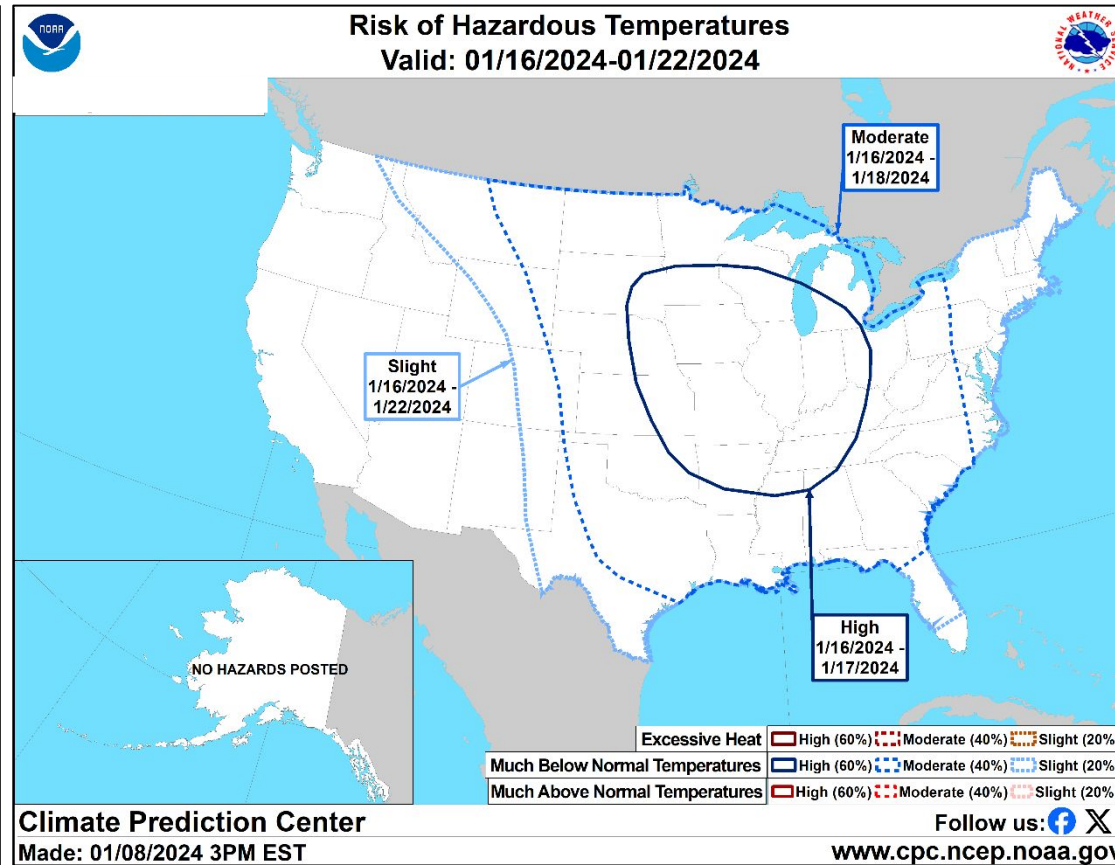 NOAA
Risk of Hazardous Temperatures
Valid: 01/16/2024-01/22/2024
NATIONAL WEATHER SERVICE
Moderate
1/16/2024 -
1/18/2024
Slight
1/16/2024 -
1/22/2024
High
1/16/2024 -
1/17/2024
NO HAZARDS POSTED
Excessive Heat High (60%) Moderate (40%) Slight (20%
Much Below Normal Temperatures High (60%) Moderate (40%) Slight (20%
Much Above Normal Temperatures High (60%) Moderate (40%) Slight (20%
Climate Prediction Center
Follow us:
Made: 01/08/2024 3PM EST
www.cpc.ncep.noaa.gov